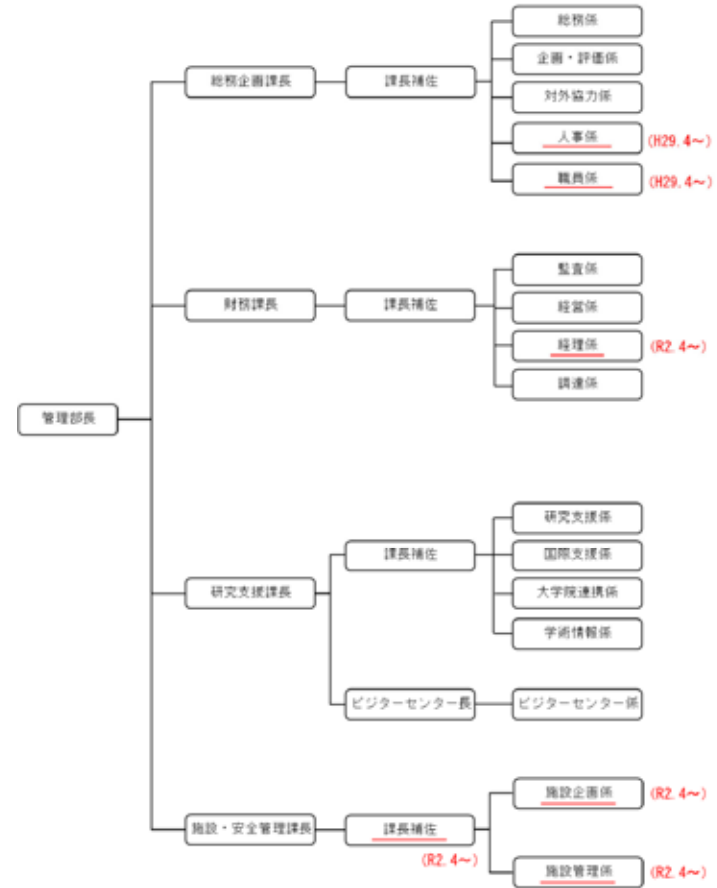 総務係
企画・評価係
総務企画課長
課長補佐
対外協力係
人事係
(H29.4～)
職員係
(H29.4～)
監査係
経営係
財務課長
課長補佐
経理係
(R2.4～)
調達係
管理部長
研究支援係
国際支援係
課長補佐
研究支援課長
大学院連携係
学術情報係
ビジターセンター長
ビジターセンター係
施設企画係
(R2.4～)
施設・安全管理課長
課長補佐
(R2.4～)
施設管理係
(R2.4～)